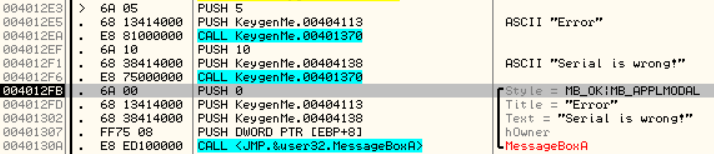 004012E3 > 6A 05 PUSH 5
004012E5 . 68 13414000 PUSH KeygenMe.00404113 ASCII "Error"
004012EA . E8 81000000 CALL KeygenMe.00401370
004012EF . 6A 10 PUSH 10
004012F1 . 68 38414000 PUSH KeygenMe.00404138 ASCII "Serial is wrong!"
004012F6 . E8 75000000 CALL KeygenMe.00401370
004012FB . 6A 00 PUSH 0 Style = MB_OK|MB_APPLMODAL
004012FD . 68 13414000 PUSH KeygenMe.00404113 Title = "Error"
00401302 . 68 38414000 PUSH KeygenMe.00404138 Text = "Serial is wrong!"
00401307 . FF75 08 PUSH DWORD PTR [EBP+8] hOwner
0040130A . E8 ED100000 CALL <JMP.&user32.MessageBoxA> MessageBoxA